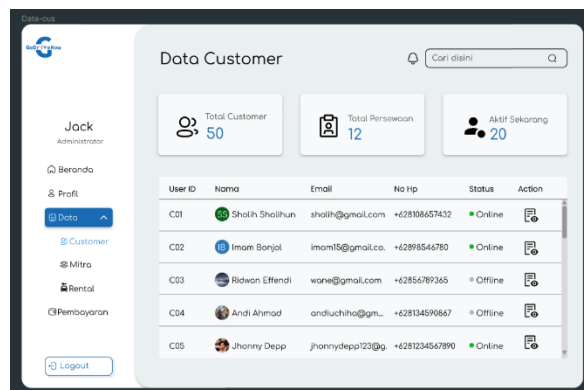 Data-cus
GoDriveNow
Data Customer
Cari disini
Jack
Administrator
Total Customer
50
Total Persewaan
12
Aktif Sekarang
20
Beranda
Profil
Data
Customer
Mitra
Rental
Pembayaran
Logout
User ID Nama Email No Hp Status Action
C01 SS Sholih Sholihun sholih@gmail.com +628108657432 Online
C02 IB Imam Bonjol imam15@gmail.co. +62898546780 Online
C03 Ridwan Effendi wane@gmail.com +62856789365 Offline
C04 Andi Ahmad andiuchiha@gm... +628134590867 Offline
C05 Jhonny Depp jhonnydepp123@g. +6281234567890 Online